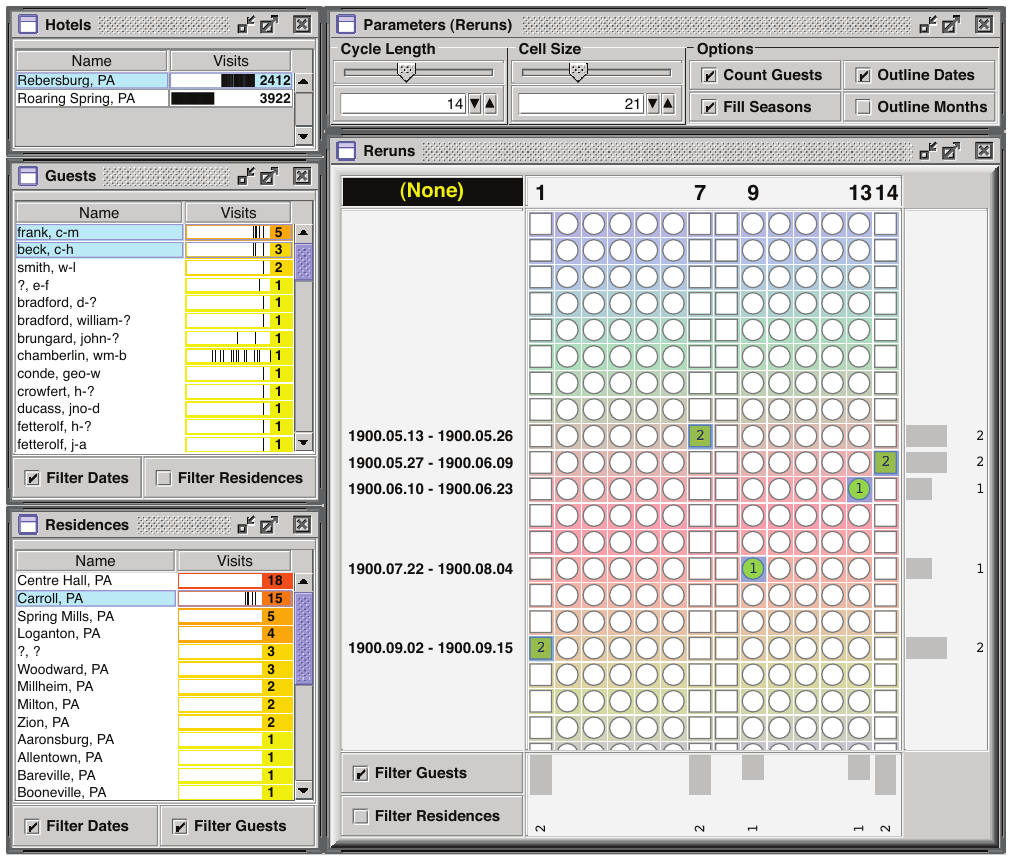 Hotels
Name Visits
Rebersburg, PA 2412
Roaring Spring, PA 3922
Guests
Name Visits
frank, c-m 5
beck, c-h 3
smith, w-l 2
?, e-f 1
bradford, d-? 1
bradford, william-? 1
brungard, john-? 1
chamberlin, wm-b 1
conde, geo-w 1
crowfert, h-? 1
ducass, jno-d 1
fetterolf, h-? 1
fetterolf, j-a 1
Filter Dates Filter Residences
Residences
Name Visits
Centre Hall, PA 18
Carroll, PA 15
Spring Mills, PA 5
Loganton, PA 4
?, ? 3
Woodward, PA 3
Millheim, PA 2
Milton, PA 2
Zion, PA 2
Aaronsburg, PA 1
Allentown, PA 1
Bareville, PA 1
Booneville, PA 1
Filter Dates Filter Guests
Parameters (Reruns)
Cycle Length Cell Size Options
Count Guests Outline Dates
14 21
Fill Seasons Outline Months
Reruns
(None) 1 7 9 13 14
1900.05.13 - 1900.05.26 2 2
1900.05.27 - 1900.06.09 2 2
1900.06.10 - 1900.06.23 1 1
1900.07.22 - 1900.08.04 1 1
1900.09.02 - 1900.09.15 2 2
Filter Guests
Filter Residences
2 2 1 1 2